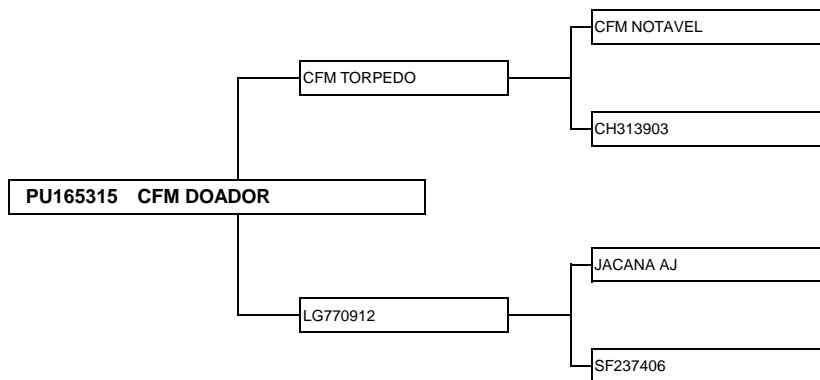 CFM NOTAVEL
CFM TORPEDO
CH313903
PU165315 CFM DOADOR
JACANA AJ
LG770912
SF237406